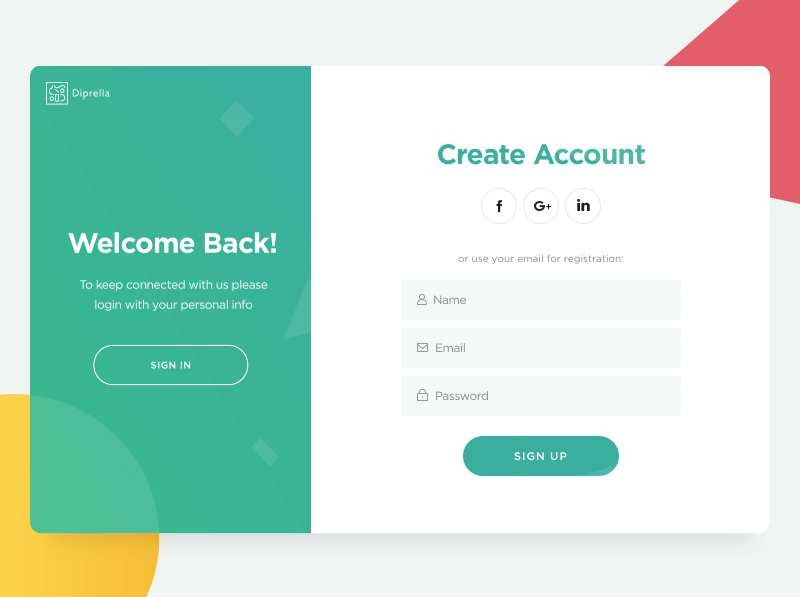 Diprella
Welcome Back!
To keep connected with us please
login with your personal info
SIGN IN
Create Account
f
G+
in
or use your email for registration:
Name
Email
Password
SIGN UP